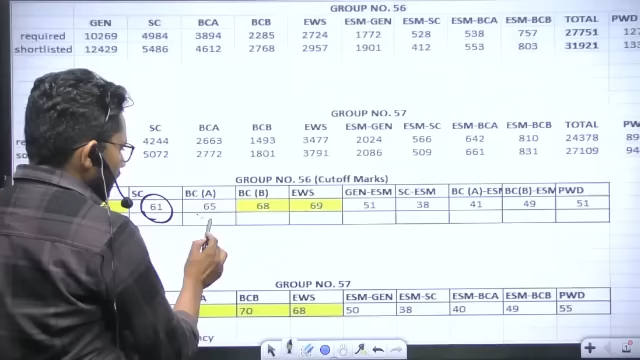 GROUP NO. 56
GEN SC BCA BCB EWS ESM-GEN ESM-SC ESM-BCA ESM-BCB TOTAL PWD
required 10269 4984 3894 2285 2724 1772 528 538 757 27751
shortlisted 12429 5486 4612 2768 2957 1901 412 553 803 31921
GROUP NO. 57
SC BCA BCB EWS ESM-GEN ESM-SC ESM-BCA ESM-BCB TOTAL PWD
4244 2663 1493 3477 2024 566 642 810 24378
5072 2772 1801 3791 2086 509 661 831 27109
GROUP NO. 56 (Cutoff Marks)
SC BC (A) BC (B) EWS GEN-ESM SC-ESM BC (A)-ESM BC(B)-ESM PWD
61 65 68 69 51 38 41 49 51
GROUP NO. 57
BCB EWS ESM-GEN ESM-SC ESM-BCA ESM-BCB PWD
70 68 50 38 40 49 55